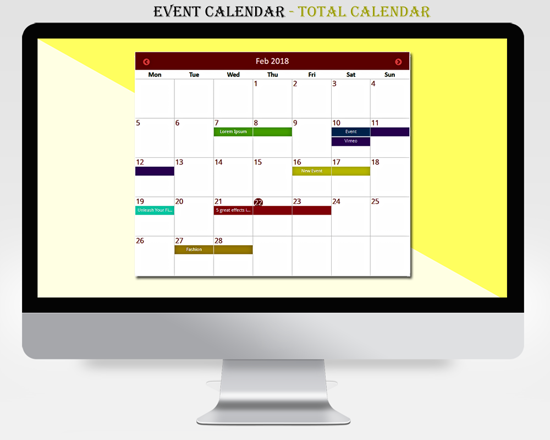 EVENT CALENDAR - TOTAL CALENDAR
Feb 2018
Mon Tue Wed Thu Fri Sat Sun
1 2 3 4
5 6 7 8 9 10 11
Lorem Ipsum Event
Vimeo
12 13 14 15 16 17 18
New Event
19 20 21 22 23 24 25
5 great effects i...
26 27 28
Fashion